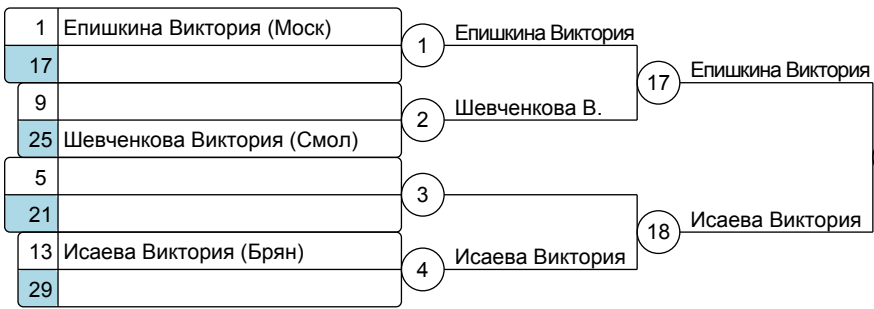 1 Епишкина Виктория (Моск)
17
1 Епишкина Виктория
9
25 Шевченкова Виктория (Смол)
2 Шевченкова В.
17 Епишкина Виктория
5
21
3
13 Исаева Виктория (Брян)
29
4 Исаева Виктория
18 Исаева Виктория